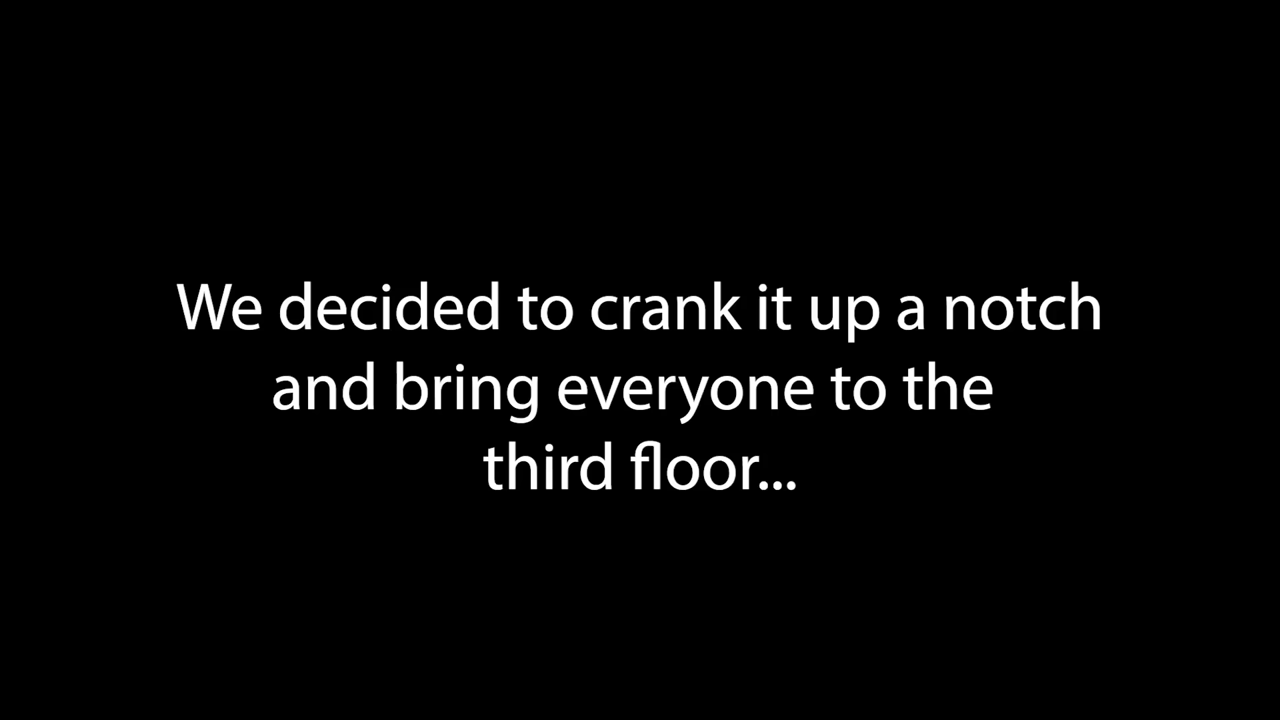 We decided to crank it up a notch
and bring everyone to the
third floor...